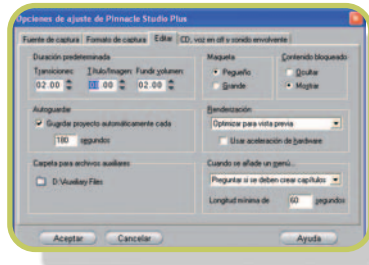 Opciones de ajuste de Pinnacle Studio Plus
Fuente de captura Formato de captura Editar CD, voz en off y sonido envolvente
Duración predeterminada
Transiciones: Título/Imagen: Fundir volumen:
02.00 .00 02.00
Maqueta
Pequeño
Grande
Contenido bloqueado
Ocultar
Mostrar
Autoguardar
Guardar proyecto automáticamente cada
180 segundos
Renderización
Optimizar para vista previa
Usar aceleración de hardware
Carpeta para archivos auxiliares
D:\Auxiliary Files
Cuando se añade un menú...
Preguntar si se deben crear capítulos
Longitud mínima de 60 segundos
Aceptar Cancelar Ayuda